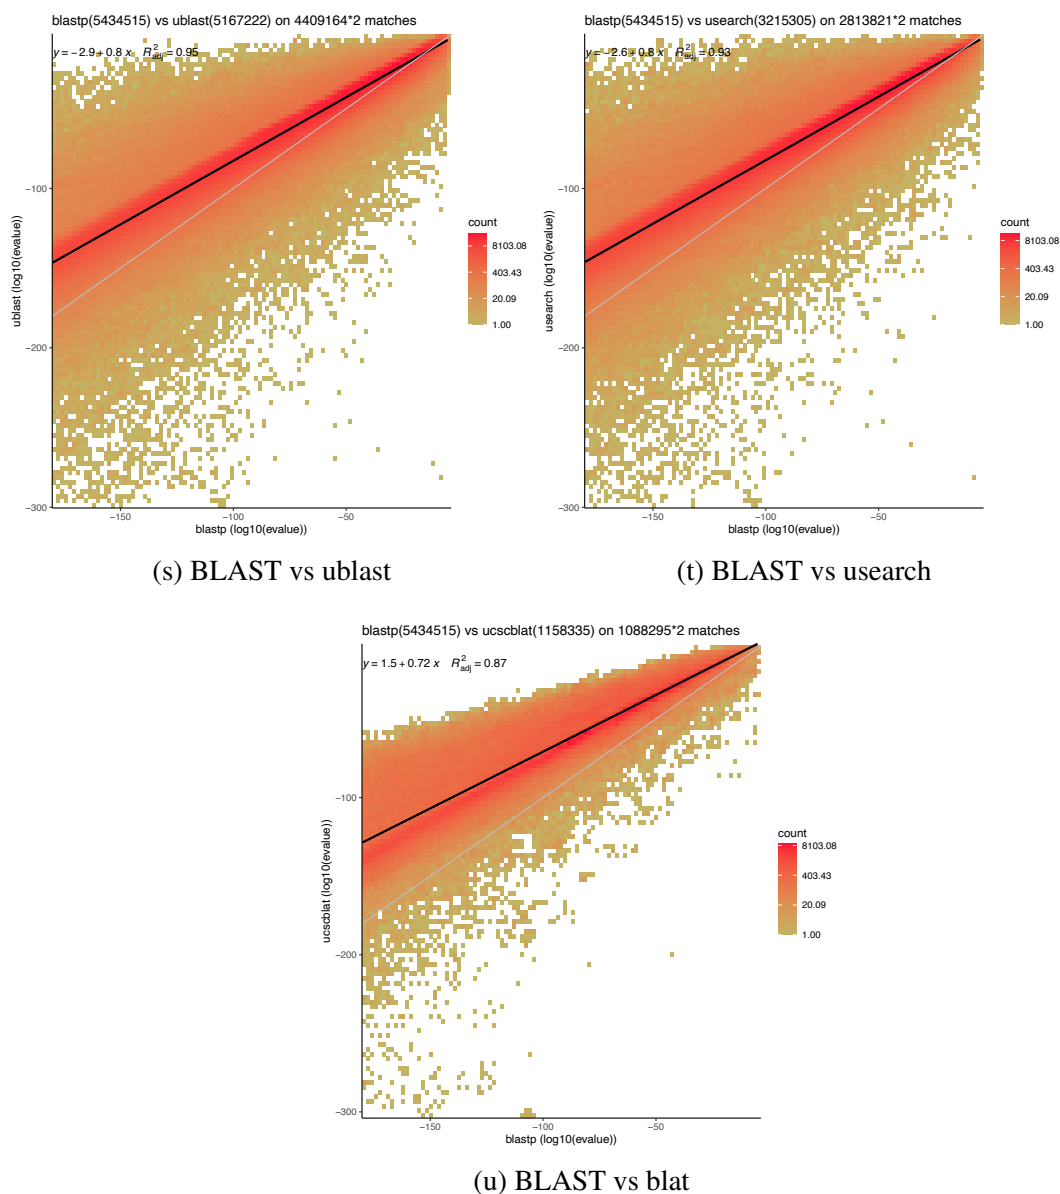 blastp(5434515) vs ublast(5167222) on 4409164*2 matches
y = −2.9 + 0.8 x R²adj = 0.95
−100
−200
−300
−150
−100
−50
ublast (log10(evalue))
blastp (log10(evalue))
count
8103.08
403.43
20.09
1.00
(s) BLAST vs ublast
blastp(5434515) vs usearch(3215305) on 2813821*2 matches
y = −2.6 + 0.8 x R²adj = 0.93
−100
−200
−300
−150
−100
−50
usearch (log10(evalue))
blastp (log10(evalue))
count
8103.08
403.43
20.09
1.00
(t) BLAST vs usearch
blastp(5434515) vs ucscblat(1158335) on 1088295*2 matches
y = 1.5 + 0.72 x R²adj = 0.87
−100
−200
−300
−150
−100
−50
ucscblat (log10(evalue))
blastp (log10(evalue))
count
8103.08
403.43
20.09
1.00
(u) BLAST vs blat